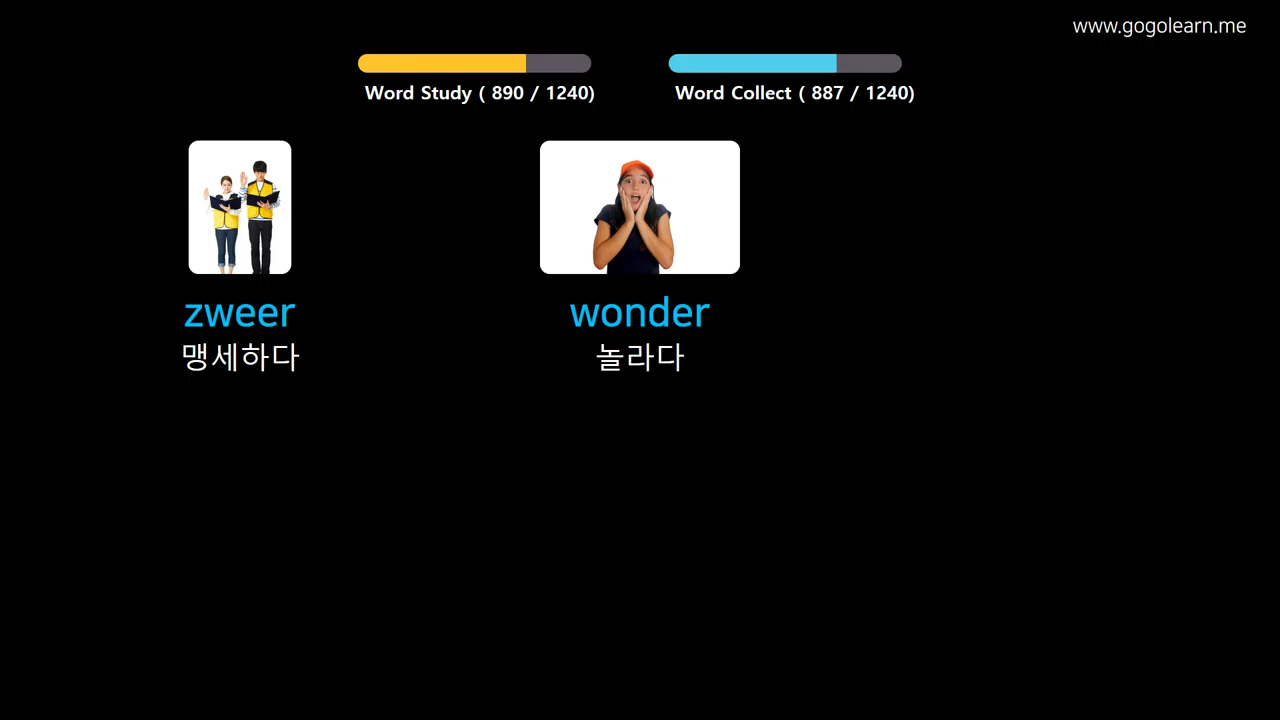 www.gogolearn.me
Word Study ( 890 / 1240)
Word Collect ( 887 / 1240)
zweer
맹세하다
wonder
놀라다